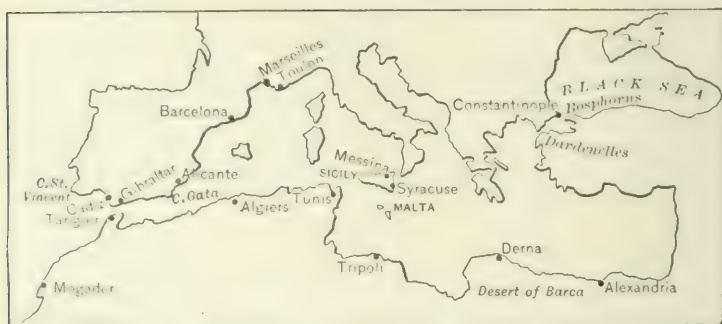 Marseilles
Toulon
BLACK SEA
Constantinople
Bosphorus
Barcelona
Dardenelles
Messina
SICILY
Alicante
C. St.
Vincent
Gibraltar
Cadiz
C. Gata
Tangier
Algiers
Tunis
Syracuse
MALTA
Tripoli
Derna
Mogador
Desert of Barca
Alexandria